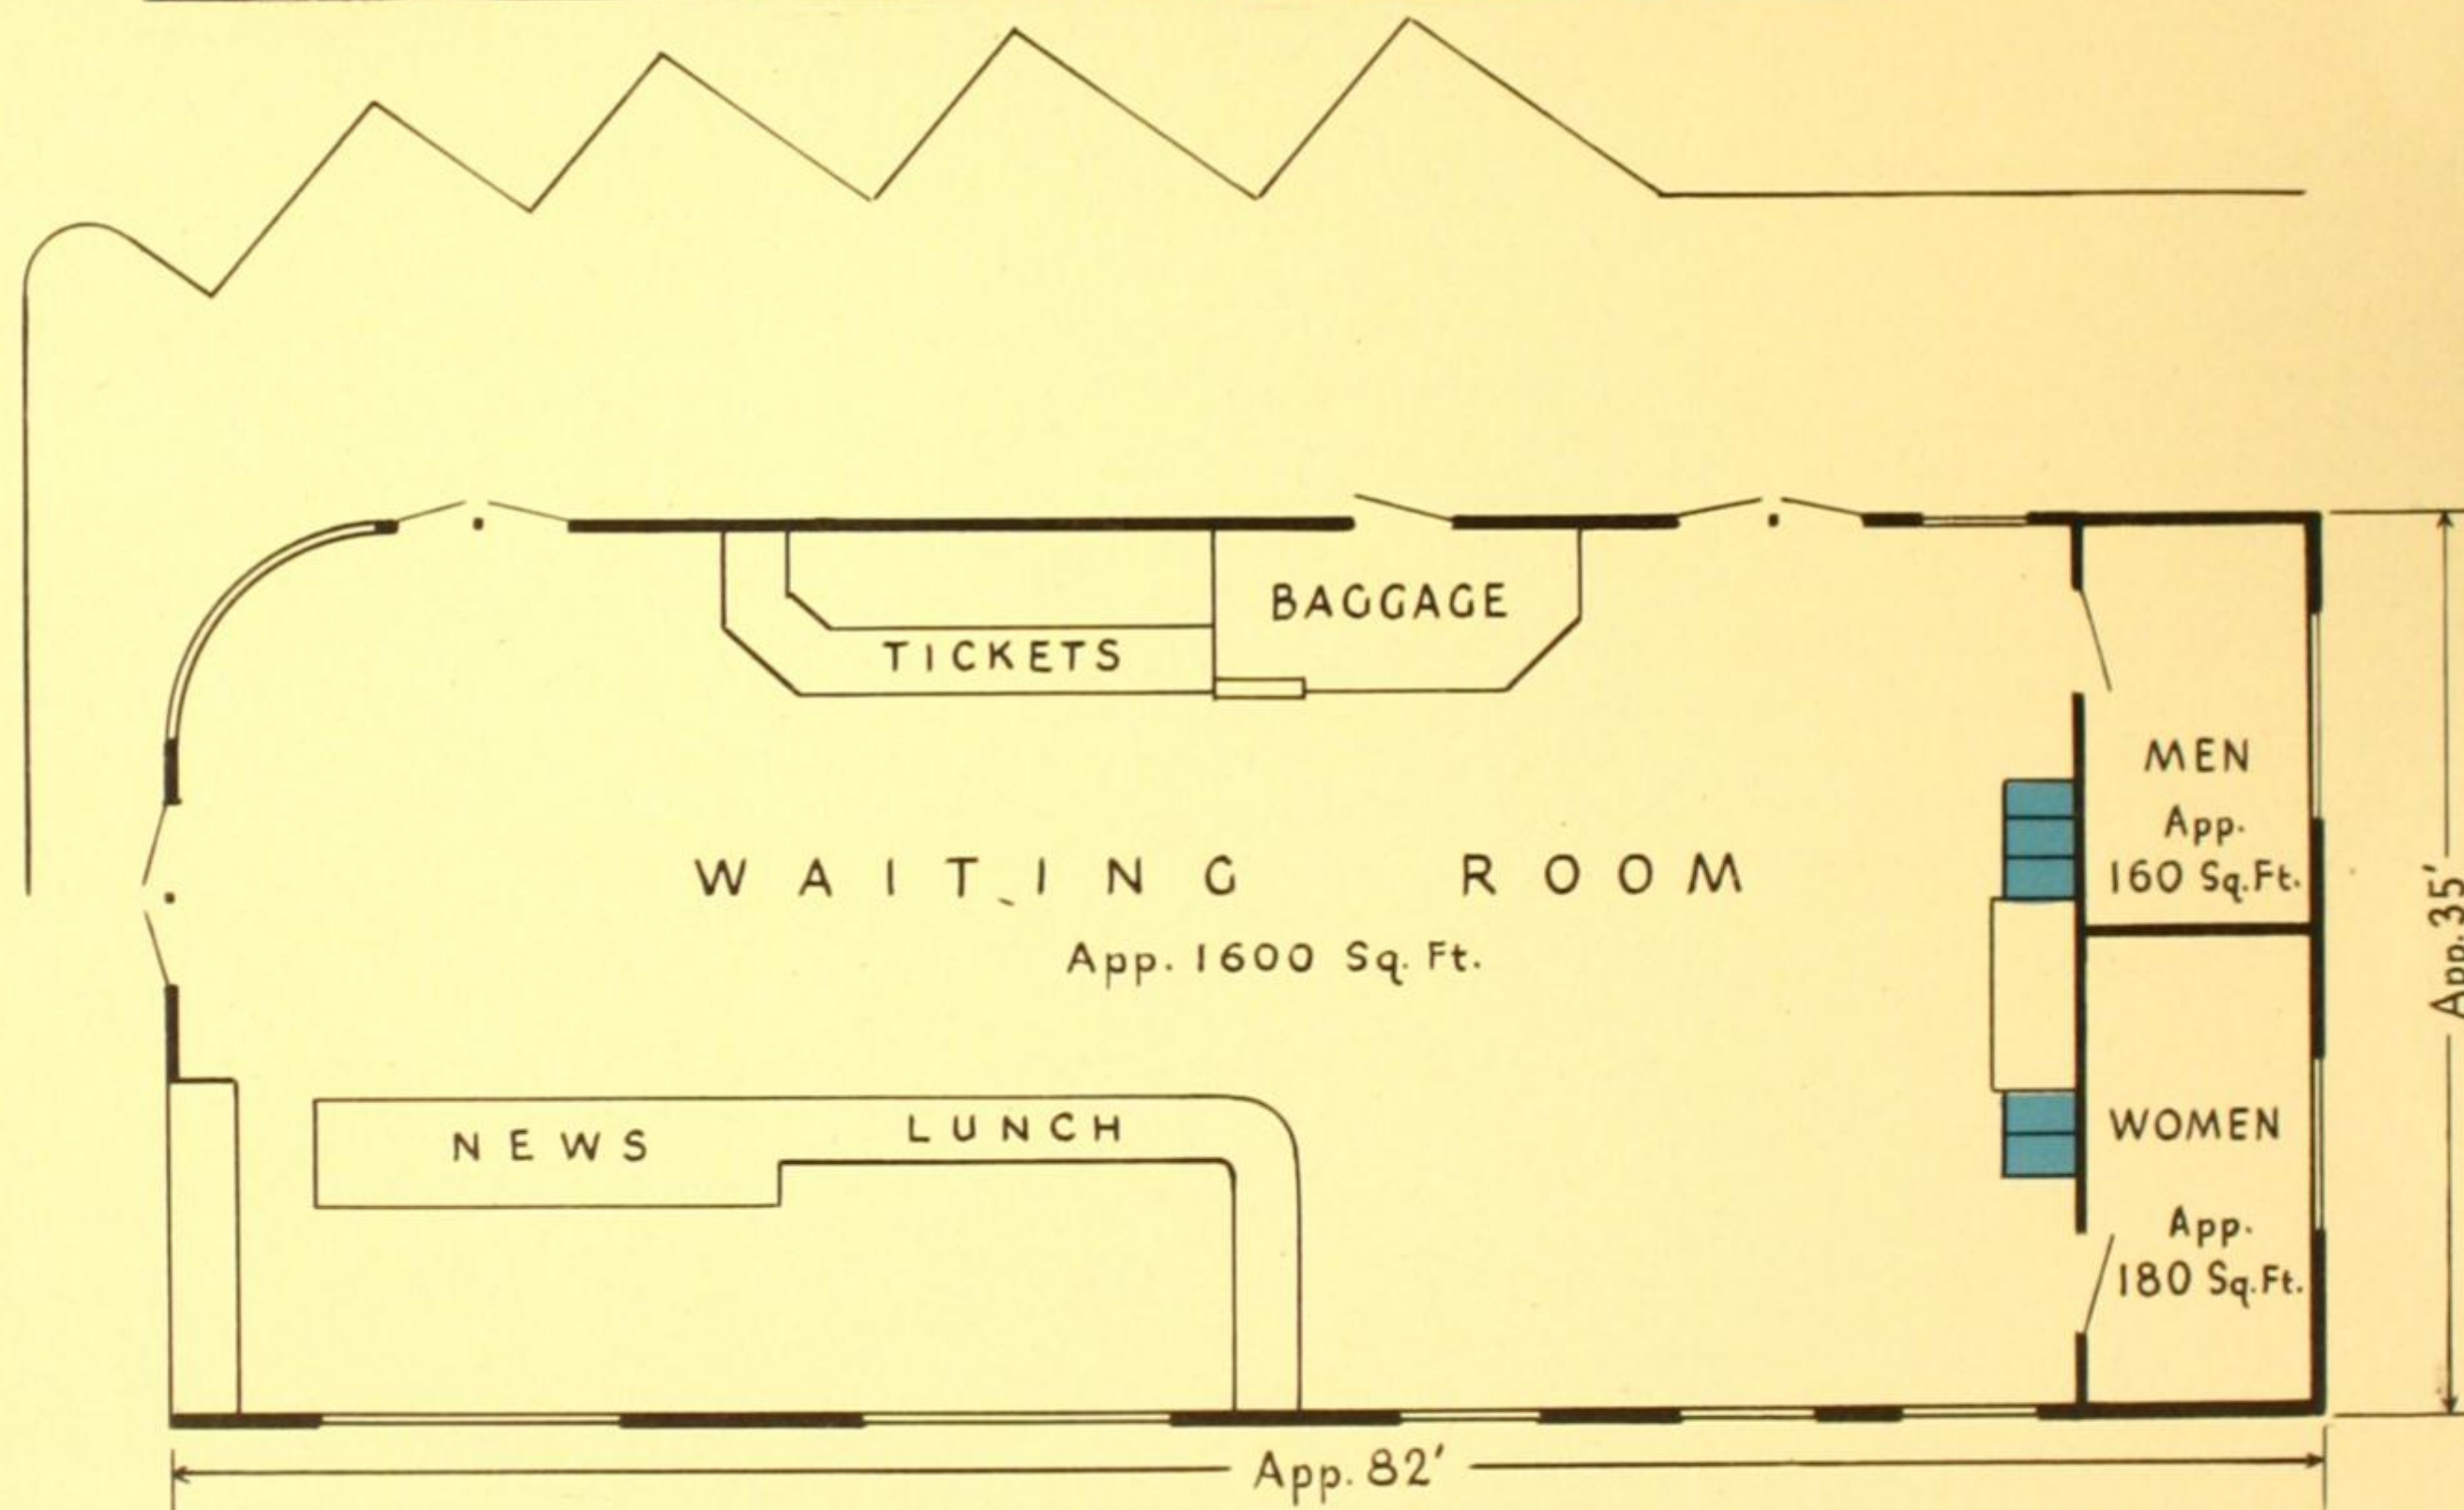 BAGGAGE
TICKETS
MEN
App.
160 Sq.Ft.
WAITING ROOM
App. 1600 Sq. Ft.
App. 35'
NEWS
LUNCH
WOMEN
App.
180 Sq.Ft.
App. 82'